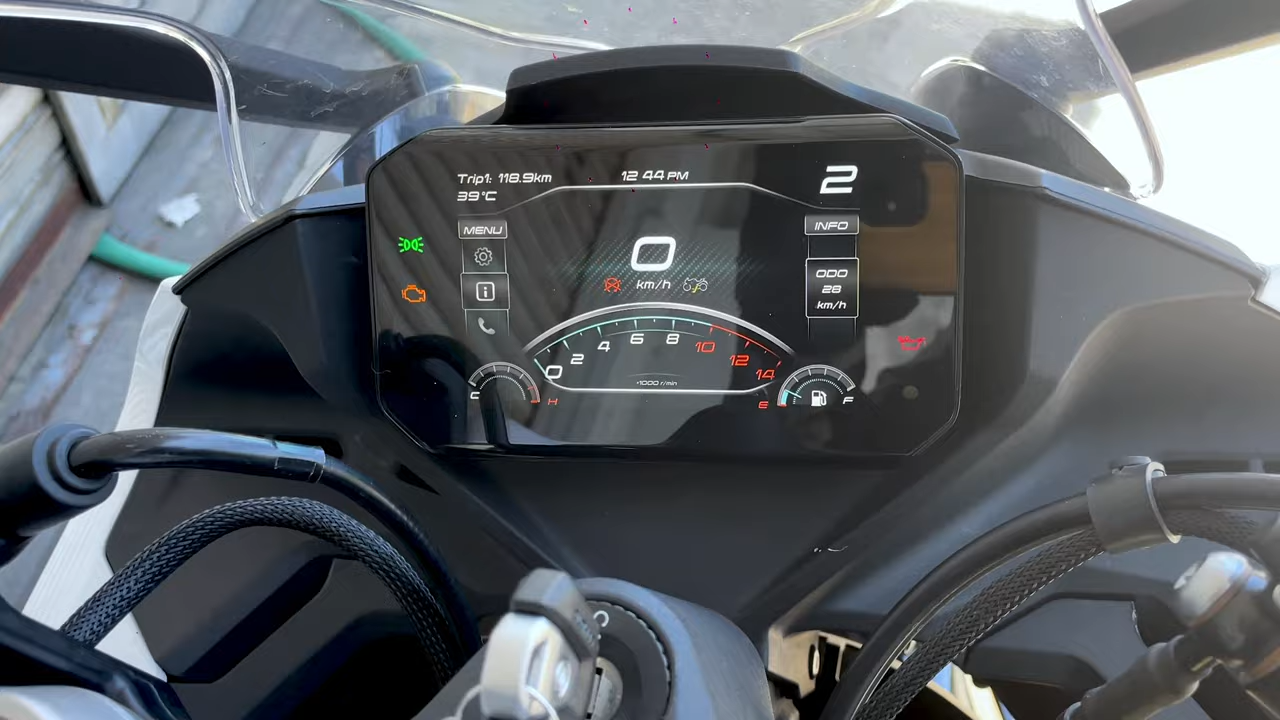 Trip1: 118.9km
12 44 PM
2
39°C
MENU
INFO
0
km/h
ODO
28
km/h
0 2 4 6 8 10 12 14
×1000 r/min
C H
E F